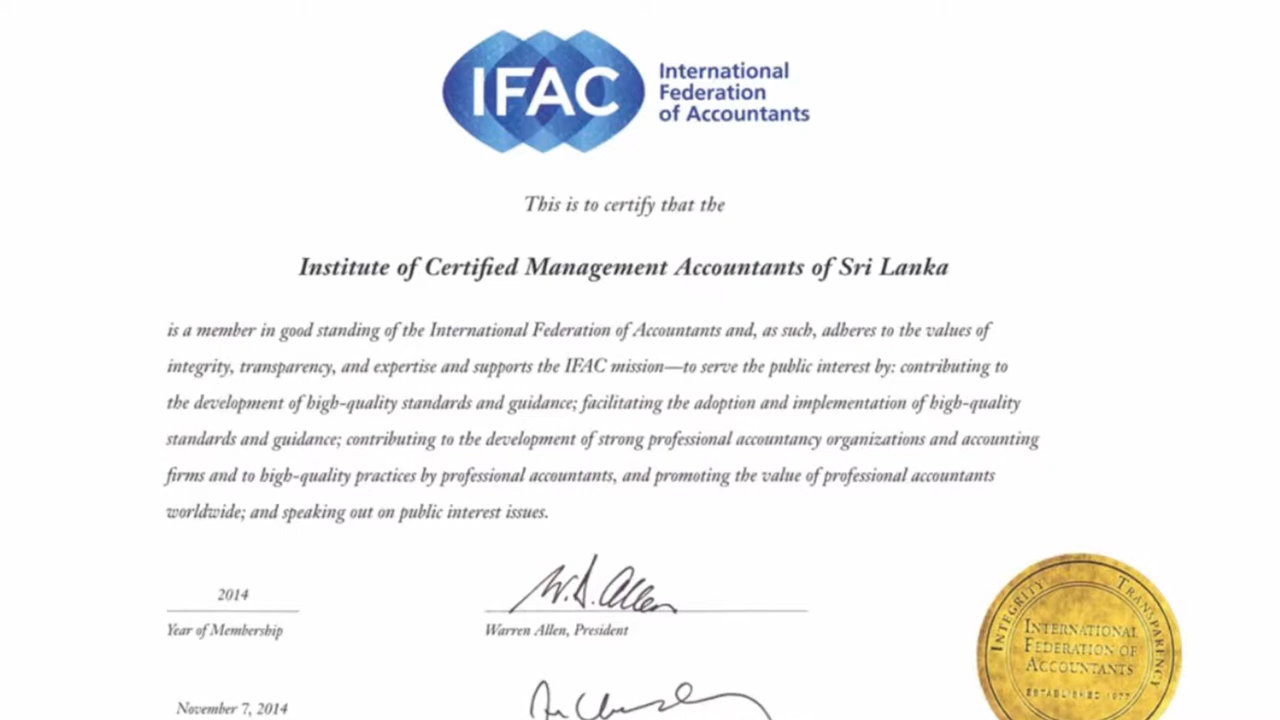 IFAC
International
Federation
of Accountants
This is to certify that the
Institute of Certified Management Accountants of Sri Lanka
is a member in good standing of the International Federation of Accountants and, as such, adheres to the values of
integrity, transparency, and expertise and supports the IFAC mission—to serve the public interest by: contributing to
the development of high-quality standards and guidance; facilitating the adoption and implementation of high-quality
standards and guidance; contributing to the development of strong professional accountancy organizations and accounting
firms and to high-quality practices by professional accountants, and promoting the value of professional accountants
worldwide; and speaking out on public interest issues.
2014
W. D. Allen
Year of Membership
Warren Allen, President
November 7, 2014
INTEGRITY
TRANSPARENCY
INTERNATIONAL
FEDERATION OF
ACCOUNTANTS
ESTABLISHED 1977